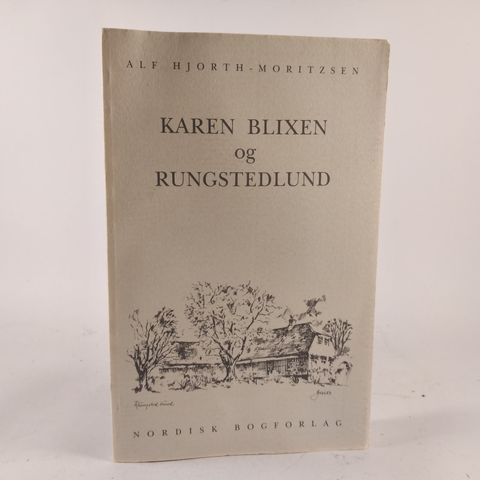 ALF HJORTH-MORITZSEN
KAREN BLIXEN
og
RUNGSTEDLUND
NORDISK BOGFORLAG